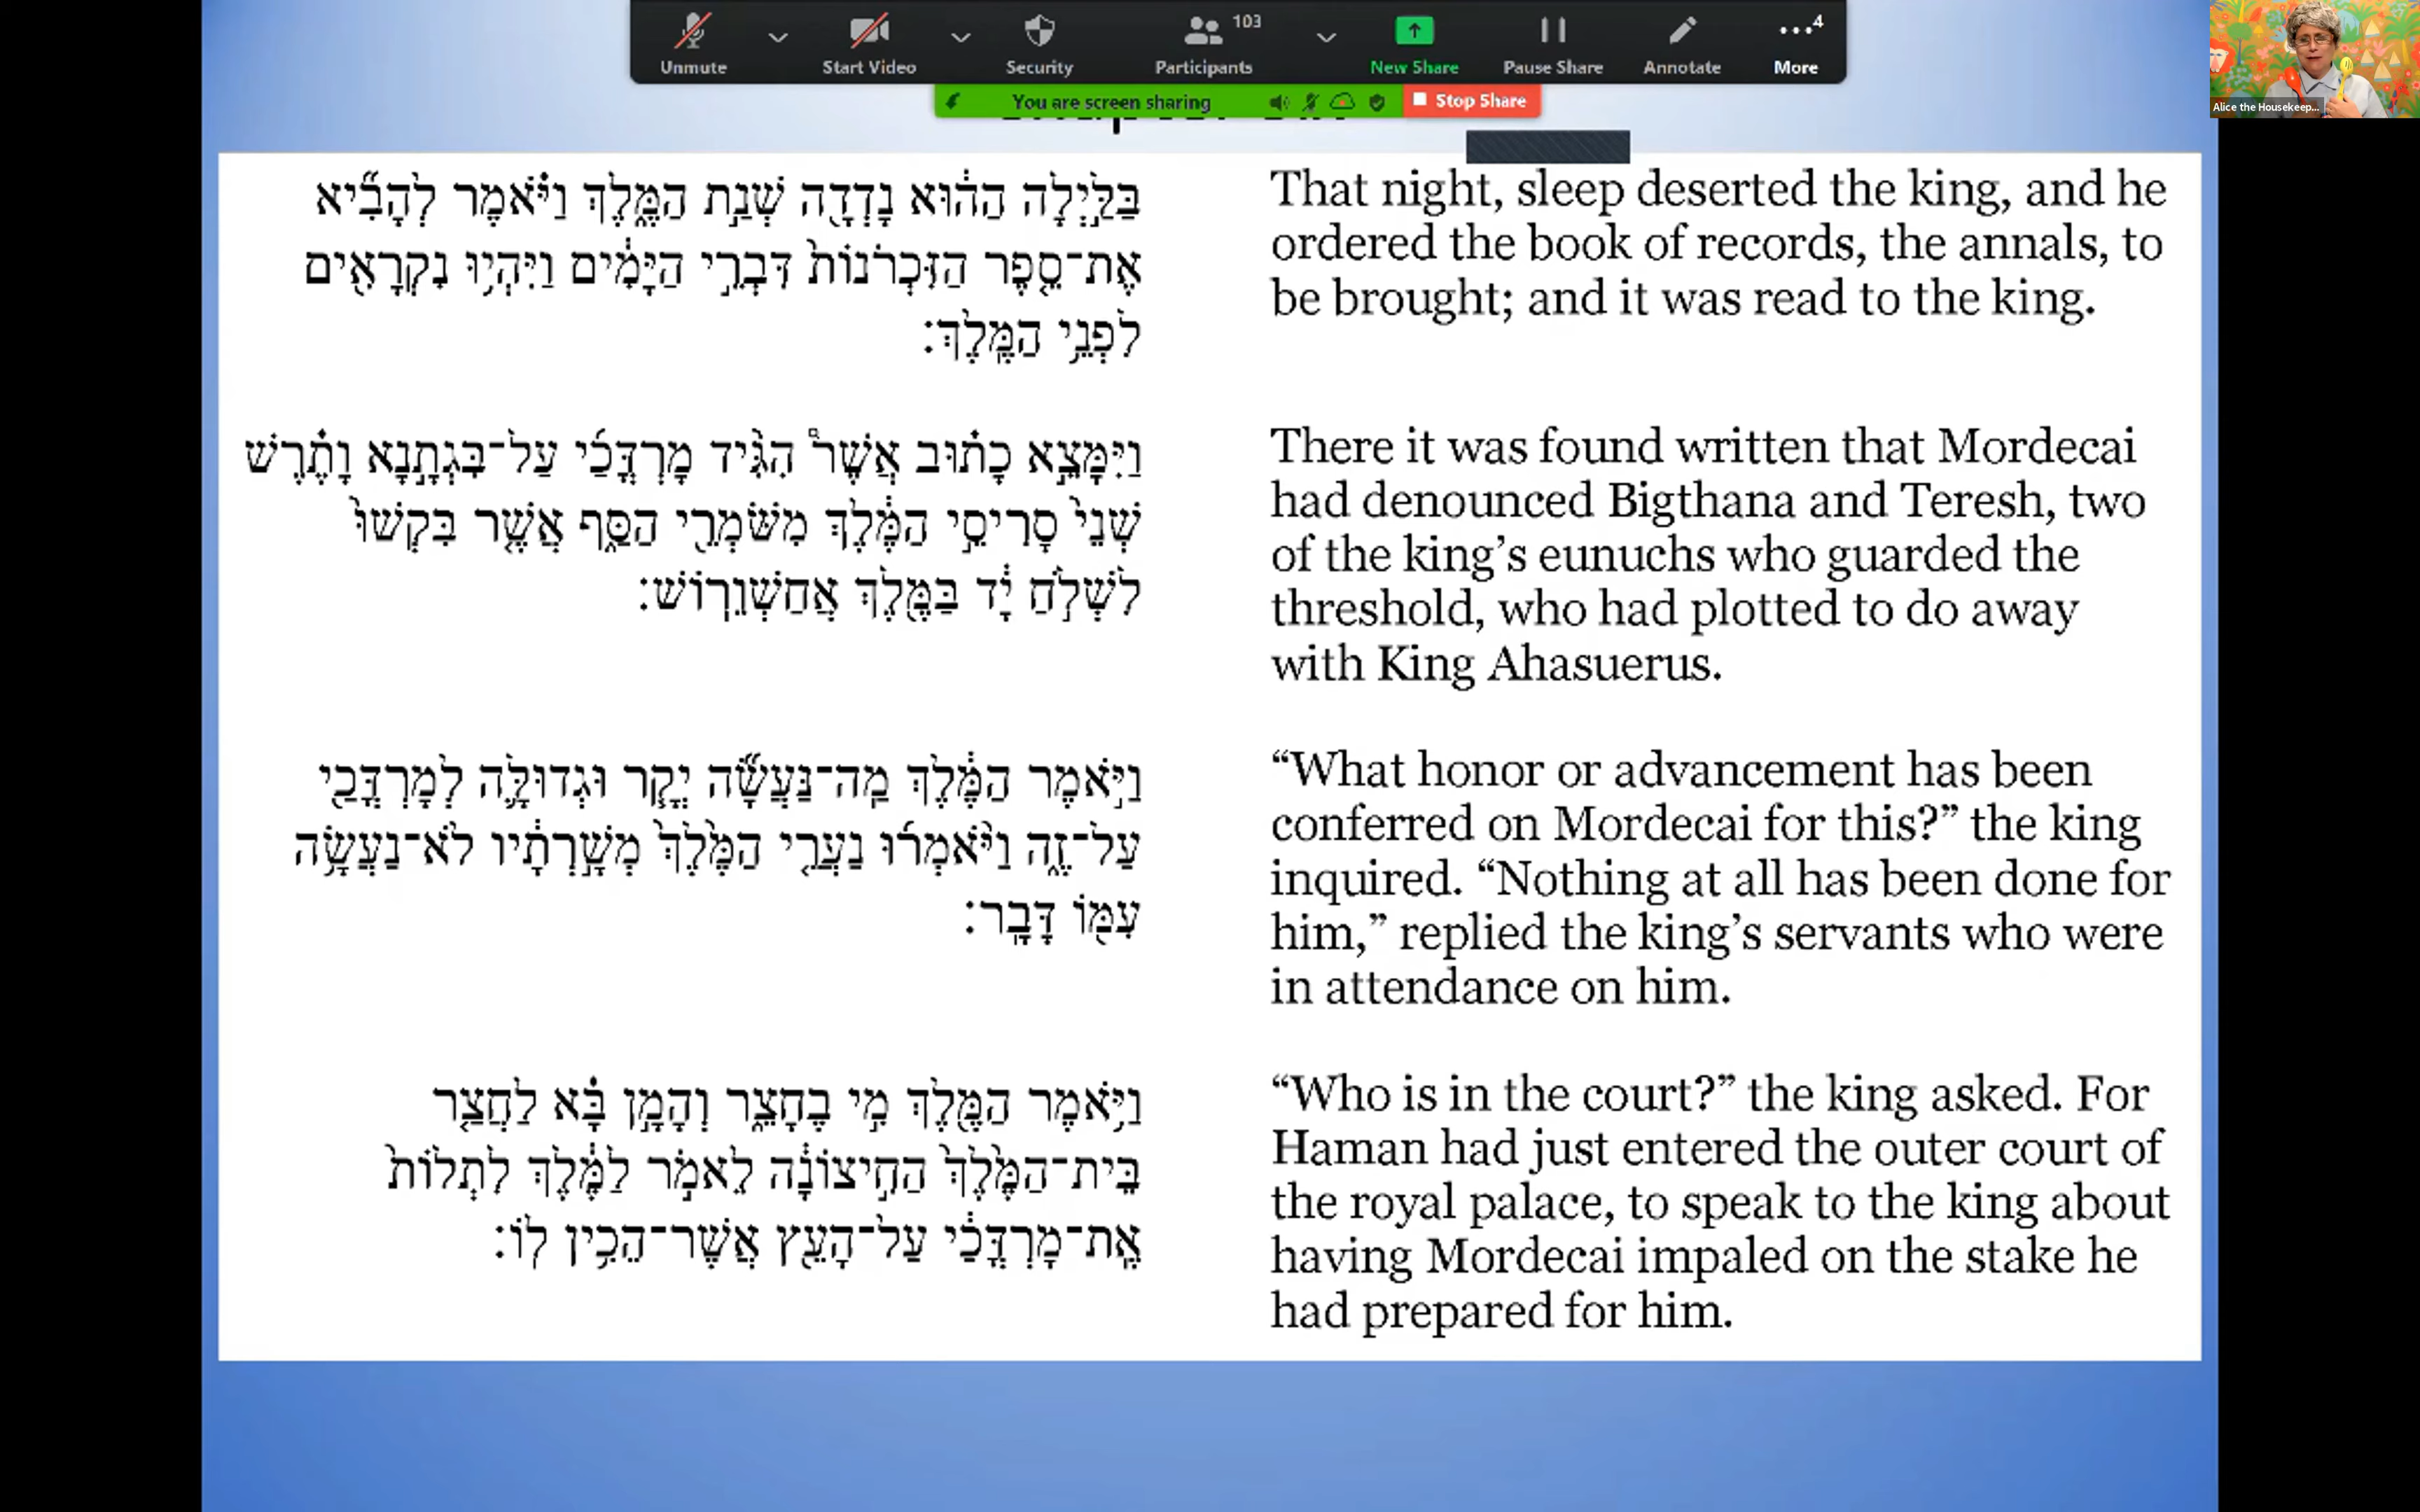 Unmute
Start Video
Security
Participants
103
New Share
Pause Share
Annotate
More
4
You are screen sharing
Stop Share
Alice the Housekeep...
בַּלַּ֣יְלָה הַה֔וּא נָדְדָ֖ה שְׁנַ֣ת הַמֶּ֑לֶךְ וַיֹּ֗אמֶר לְהָבִ֞יא
אֶת־סֵ֤פֶר הַזִּכְרֹנוֹת֙ דִּבְרֵ֣י הַיָּמִ֔ים וַיִּהְי֥וּ נִקְרָאִ֖ים
לִפְנֵ֥י הַמֶּֽלֶךְ׃
That night, sleep deserted the king, and he
ordered the book of records, the annals, to
be brought; and it was read to the king.
וַיִּמָּצֵ֣א כָת֗וּב אֲשֶׁר֩ הִגִּ֨יד מָרְדֳּכַ֜י עַל־בִּגְתָ֣נָא וָתֶ֗רֶשׁ
שְׁנֵי֙ סָרִיסֵ֣י הַמֶּ֔לֶךְ מִשֹּׁמְרֵ֖י הַסַּ֑ף אֲשֶׁ֤ר בִּקְשׁוּ֙
לִשְׁלֹ֣חַ יָ֔ד בַּמֶּ֖לֶךְ אֲחַשְׁוֵרֽוֹשׁ׃
There it was found written that Mordecai
had denounced Bigthana and Teresh, two
of the king’s eunuchs who guarded the
threshold, who had plotted to do away
with King Ahasuerus.
וַיֹּ֣אמֶר הַמֶּ֔לֶךְ מַֽה־נַּעֲשָׂ֞ה יְקָ֧ר וּגְדוּלָּ֛ה לְמָרְדֳּכַ֖י
עַל־זֶ֑ה וַיֹּ֨אמְר֜וּ נַעֲרֵ֤י הַמֶּ֙לֶךְ֙ מְשָׁ֣רְתָ֔יו לֹא־נַעֲשָׂ֥ה
עִמּ֖וֹ דָּבָֽר׃
“What honor or advancement has been
conferred on Mordecai for this?” the king
inquired. “Nothing at all has been done for
him,” replied the king’s servants who were
in attendance on him.
וַיֹּ֥אמֶר הַמֶּ֖לֶךְ מִ֣י בֶחָצֵ֑ר וְהָמָ֣ן בָּ֗א לַחֲצַ֤ר
בֵּית־הַמֶּ֙לֶךְ֙ הַחִ֣יצוֹנָ֔ה לֵאמֹ֣ר לַמֶּ֔לֶךְ לִתְלוֹת֙
אֶֽת־מָרְדֳּכַ֔י עַל־הָעֵ֖ץ אֲשֶׁר־הֵכִ֥ין לֽוֹ׃
“Who is in the court?” the king asked. For
Haman had just entered the outer court of
the royal palace, to speak to the king about
having Mordecai impaled on the stake he
had prepared for him.